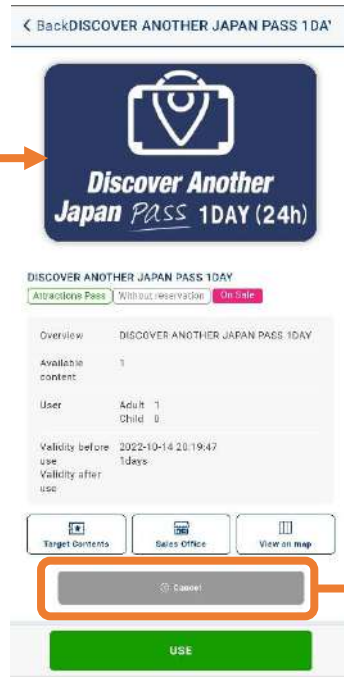 Back DISCOVER ANOTHER JAPAN PASS 1DA
Discover Another
Japan Pass 1DAY (24h)
DISCOVER ANOTHER JAPAN PASS 1DAY
Attractions Pass Without reservation On Sale
Overview DISCOVER ANOTHER JAPAN PASS 1DAY
Available 1
content
User Adult 1
Child 0
Validity before 2022-10-14 20:19:47
use 1days
Validity after
use
Target Contents Sales Office View on map
Cancel
USE